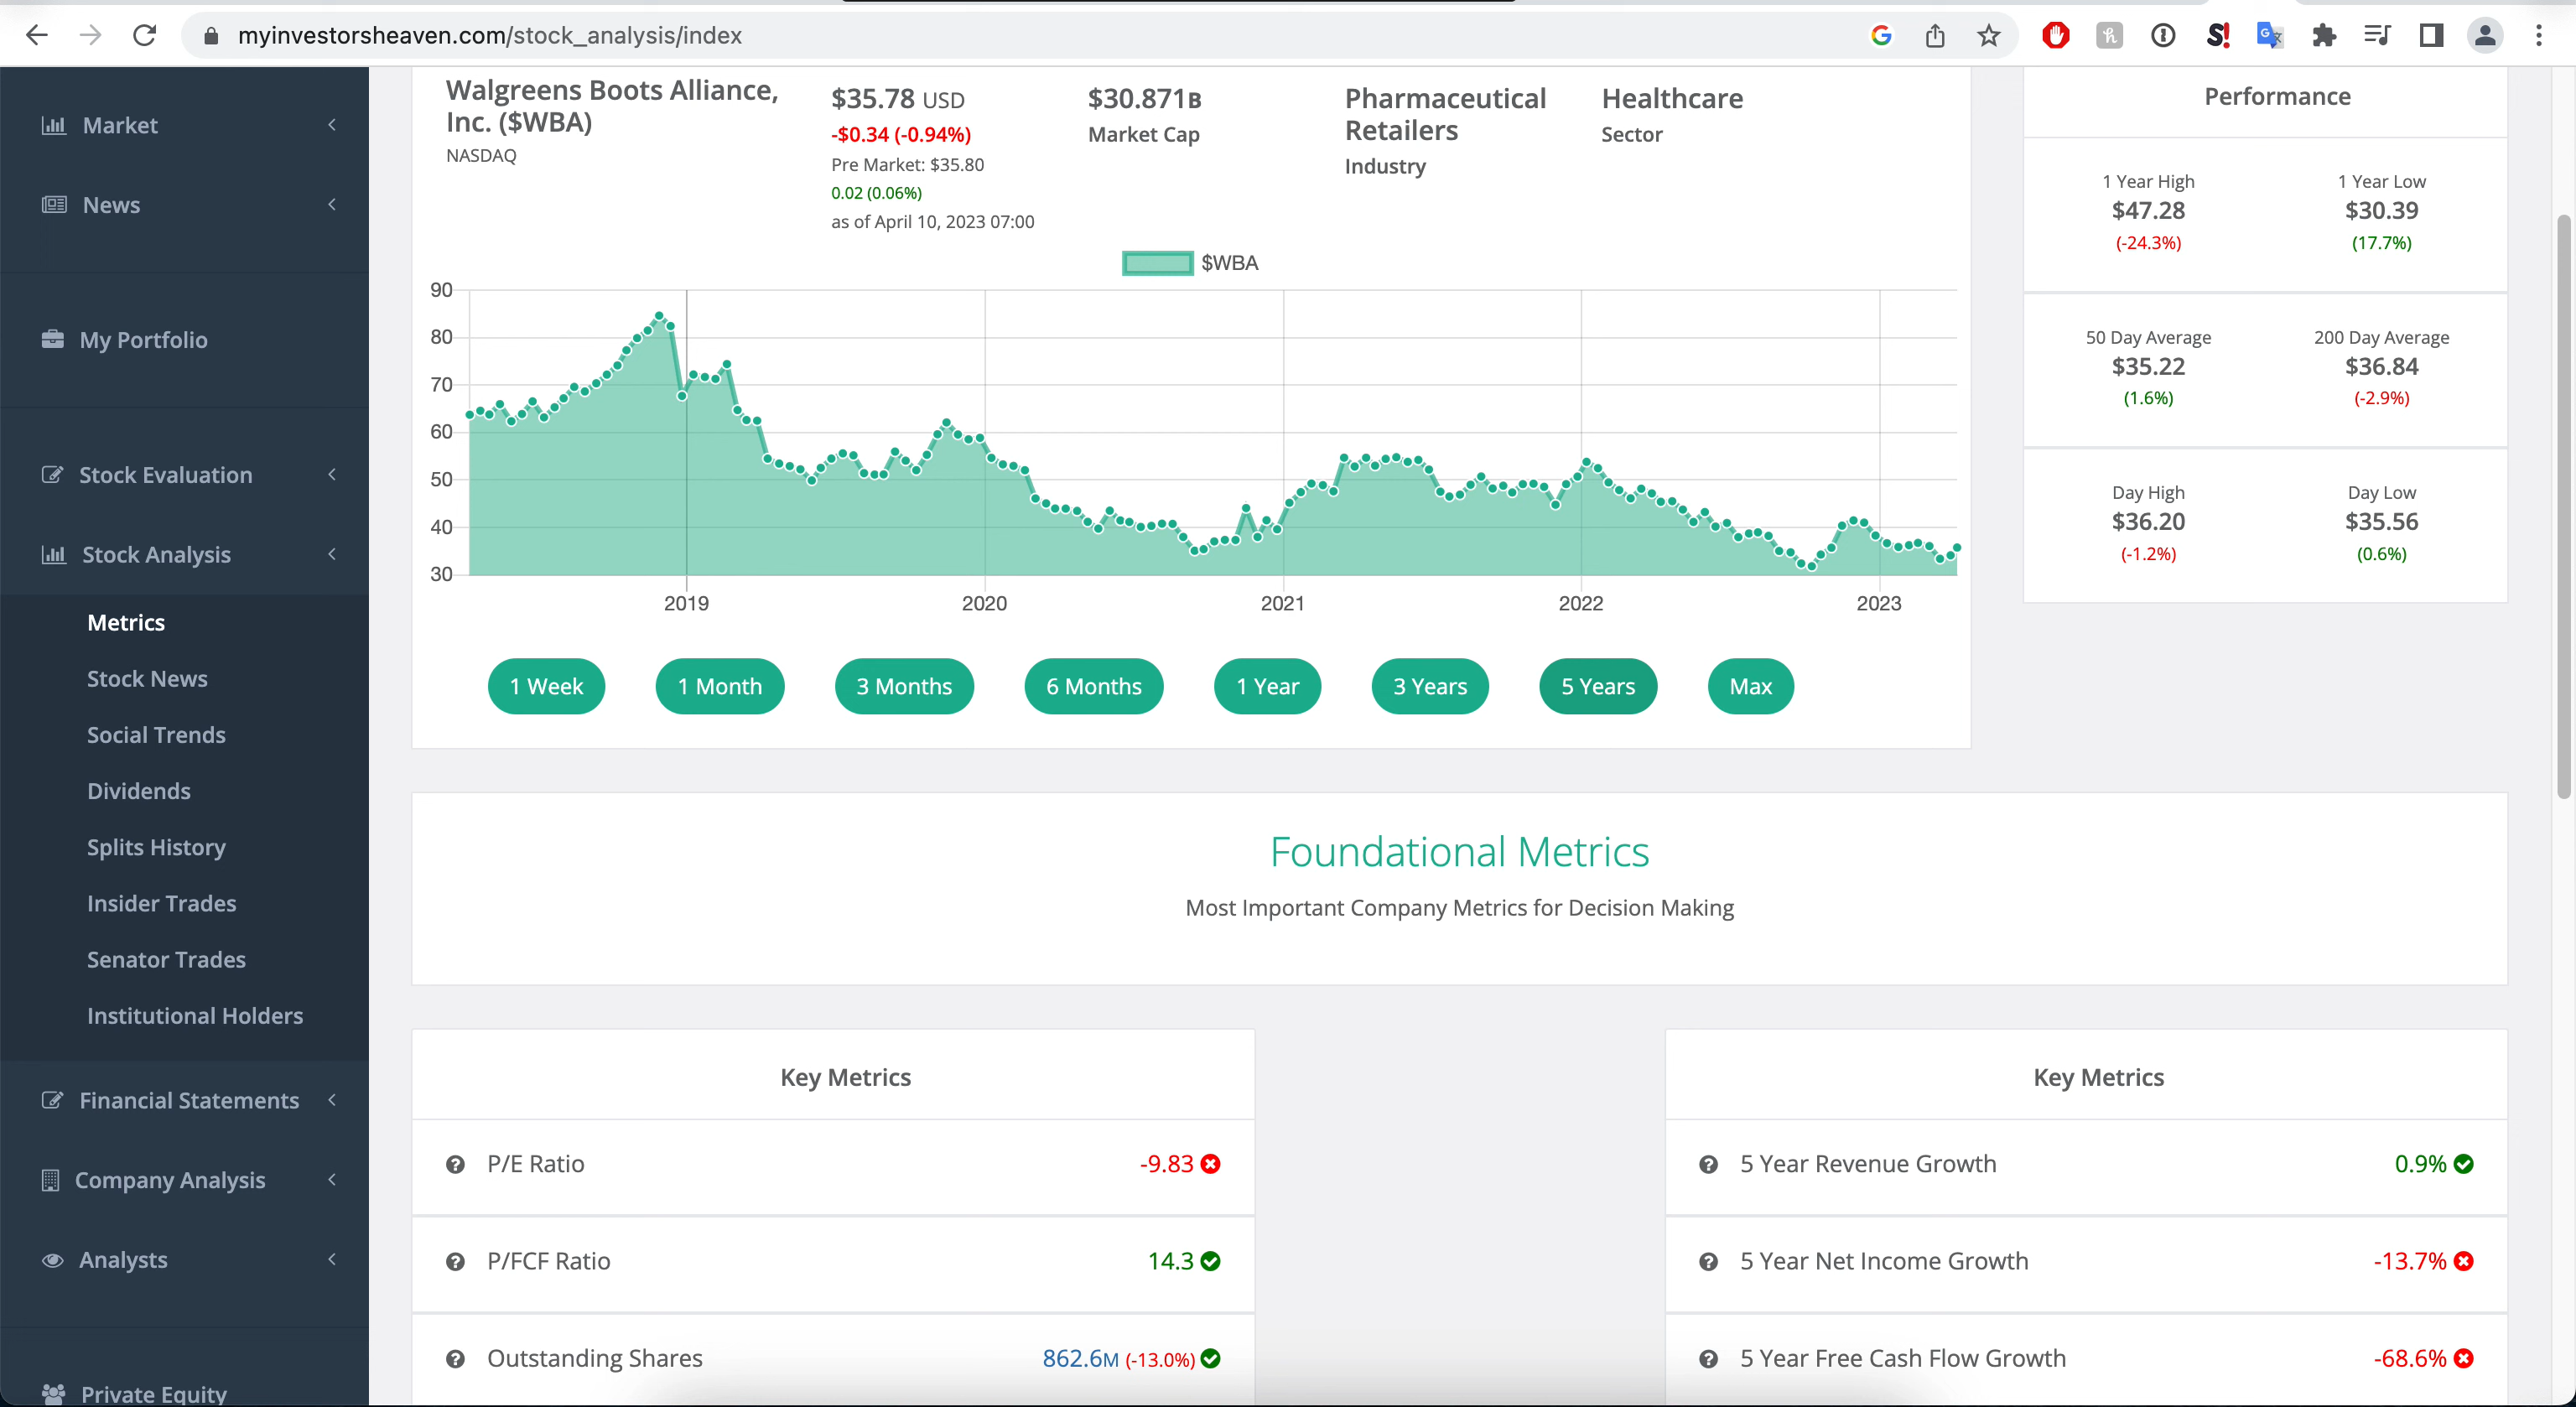 myinvestorsheaven.com/stock_analysis/index
Market
News
My Portfolio
Stock Evaluation
Stock Analysis
Metrics
Stock News
Social Trends
Dividends
Splits History
Insider Trades
Senator Trades
Institutional Holders
Financial Statements
Company Analysis
Analysts
Private Equity
Walgreens Boots Alliance,
Inc. ($WBA)
NASDAQ
$35.78 USD
-$0.34 (-0.94%)
Pre Market: $35.80
0.02 (0.06%)
as of April 10, 2023 07:00
$30.871B
Market Cap
Pharmaceutical
Retailers
Industry
Healthcare
Sector
$WBA
90
80
70
60
50
40
30
2019 2020 2021 2022 2023
1 Week 1 Month 3 Months 6 Months 1 Year 3 Years 5 Years Max
Performance
1 Year High 1 Year Low
$47.28 $30.39
(-24.3%) (17.7%)
50 Day Average 200 Day Average
$35.22 $36.84
(1.6%) (-2.9%)
Day High Day Low
$36.20 $35.56
(-1.2%) (0.6%)
Foundational Metrics
Most Important Company Metrics for Decision Making
Key Metrics
P/E Ratio -9.83
P/FCF Ratio 14.3
Outstanding Shares 862.6M (-13.0%)
Key Metrics
5 Year Revenue Growth 0.9%
5 Year Net Income Growth -13.7%
5 Year Free Cash Flow Growth -68.6%